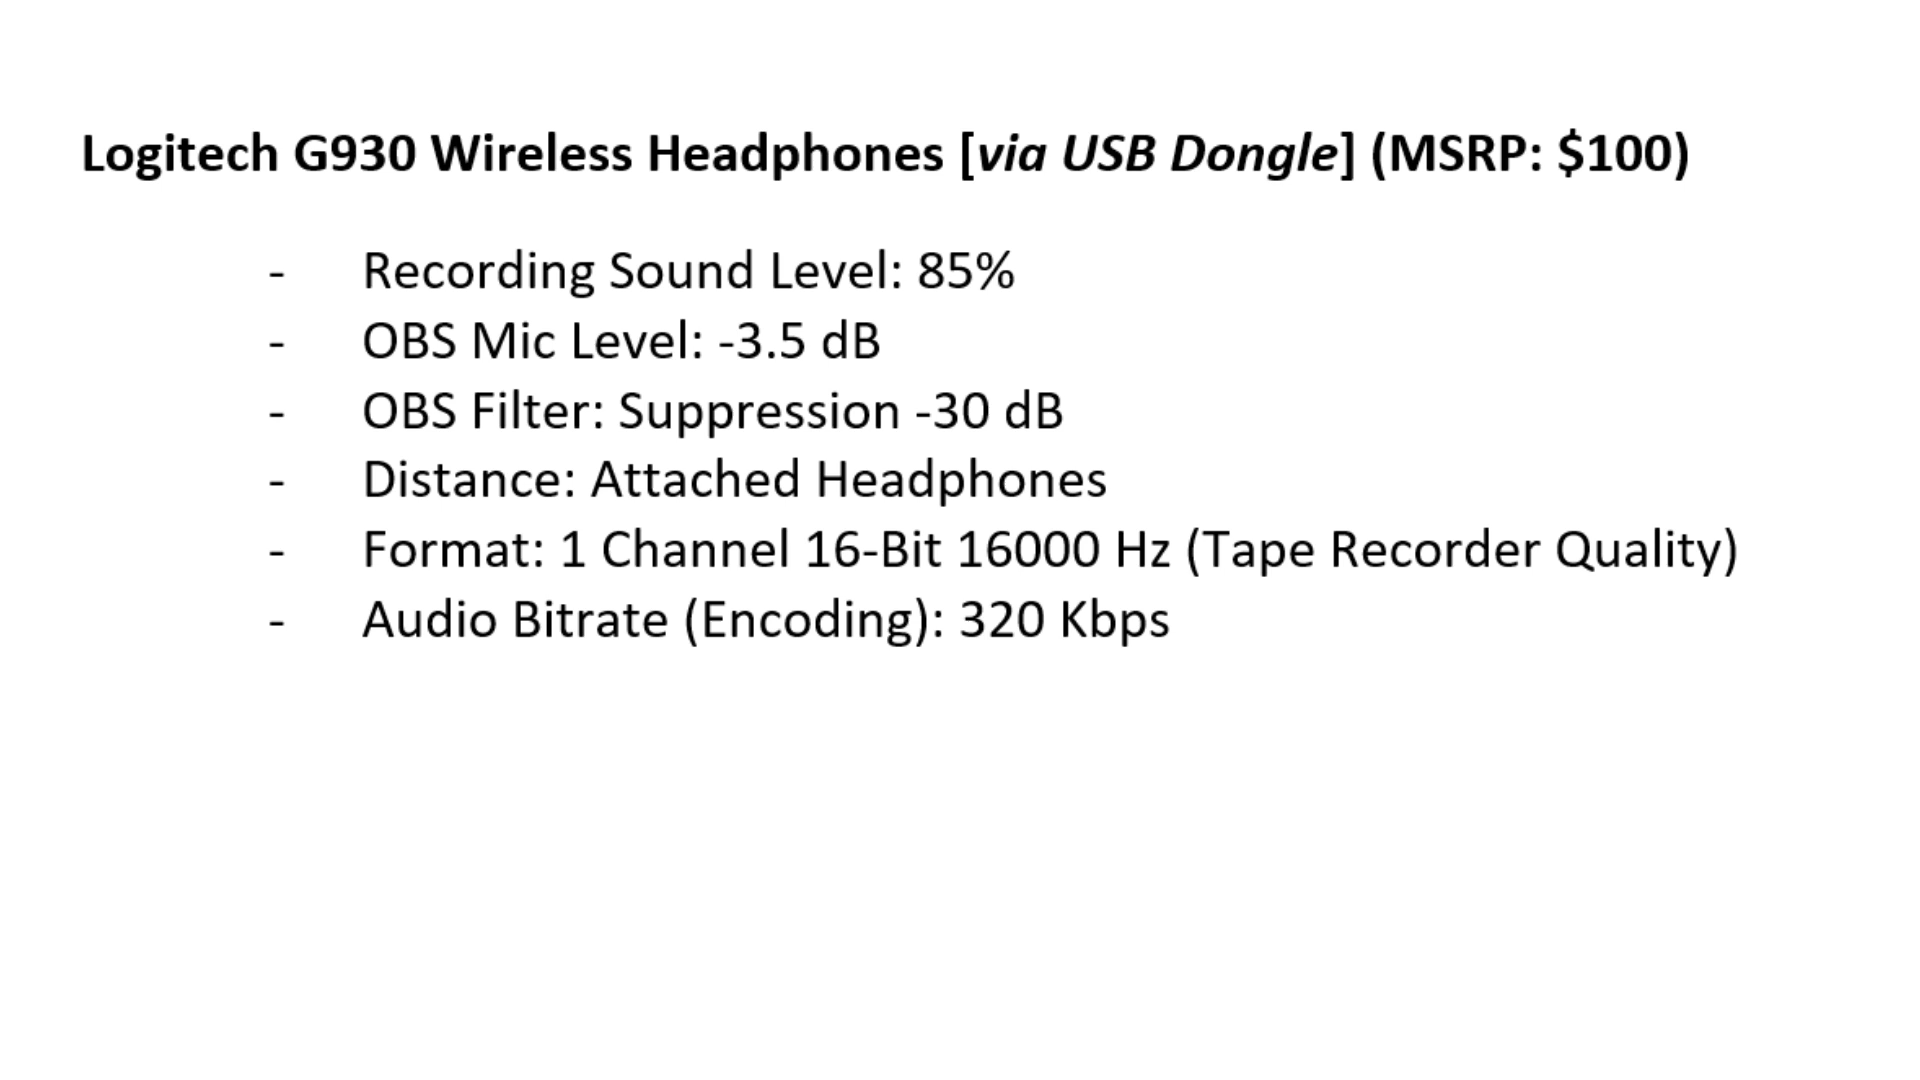 Logitech G930 Wireless Headphones [via USB Dongle] (MSRP: $100)
- Recording Sound Level: 85%
- OBS Mic Level: -3.5 dB
- OBS Filter: Suppression -30 dB
- Distance: Attached Headphones
- Format: 1 Channel 16-Bit 16000 Hz (Tape Recorder Quality)
- Audio Bitrate (Encoding): 320 Kbps